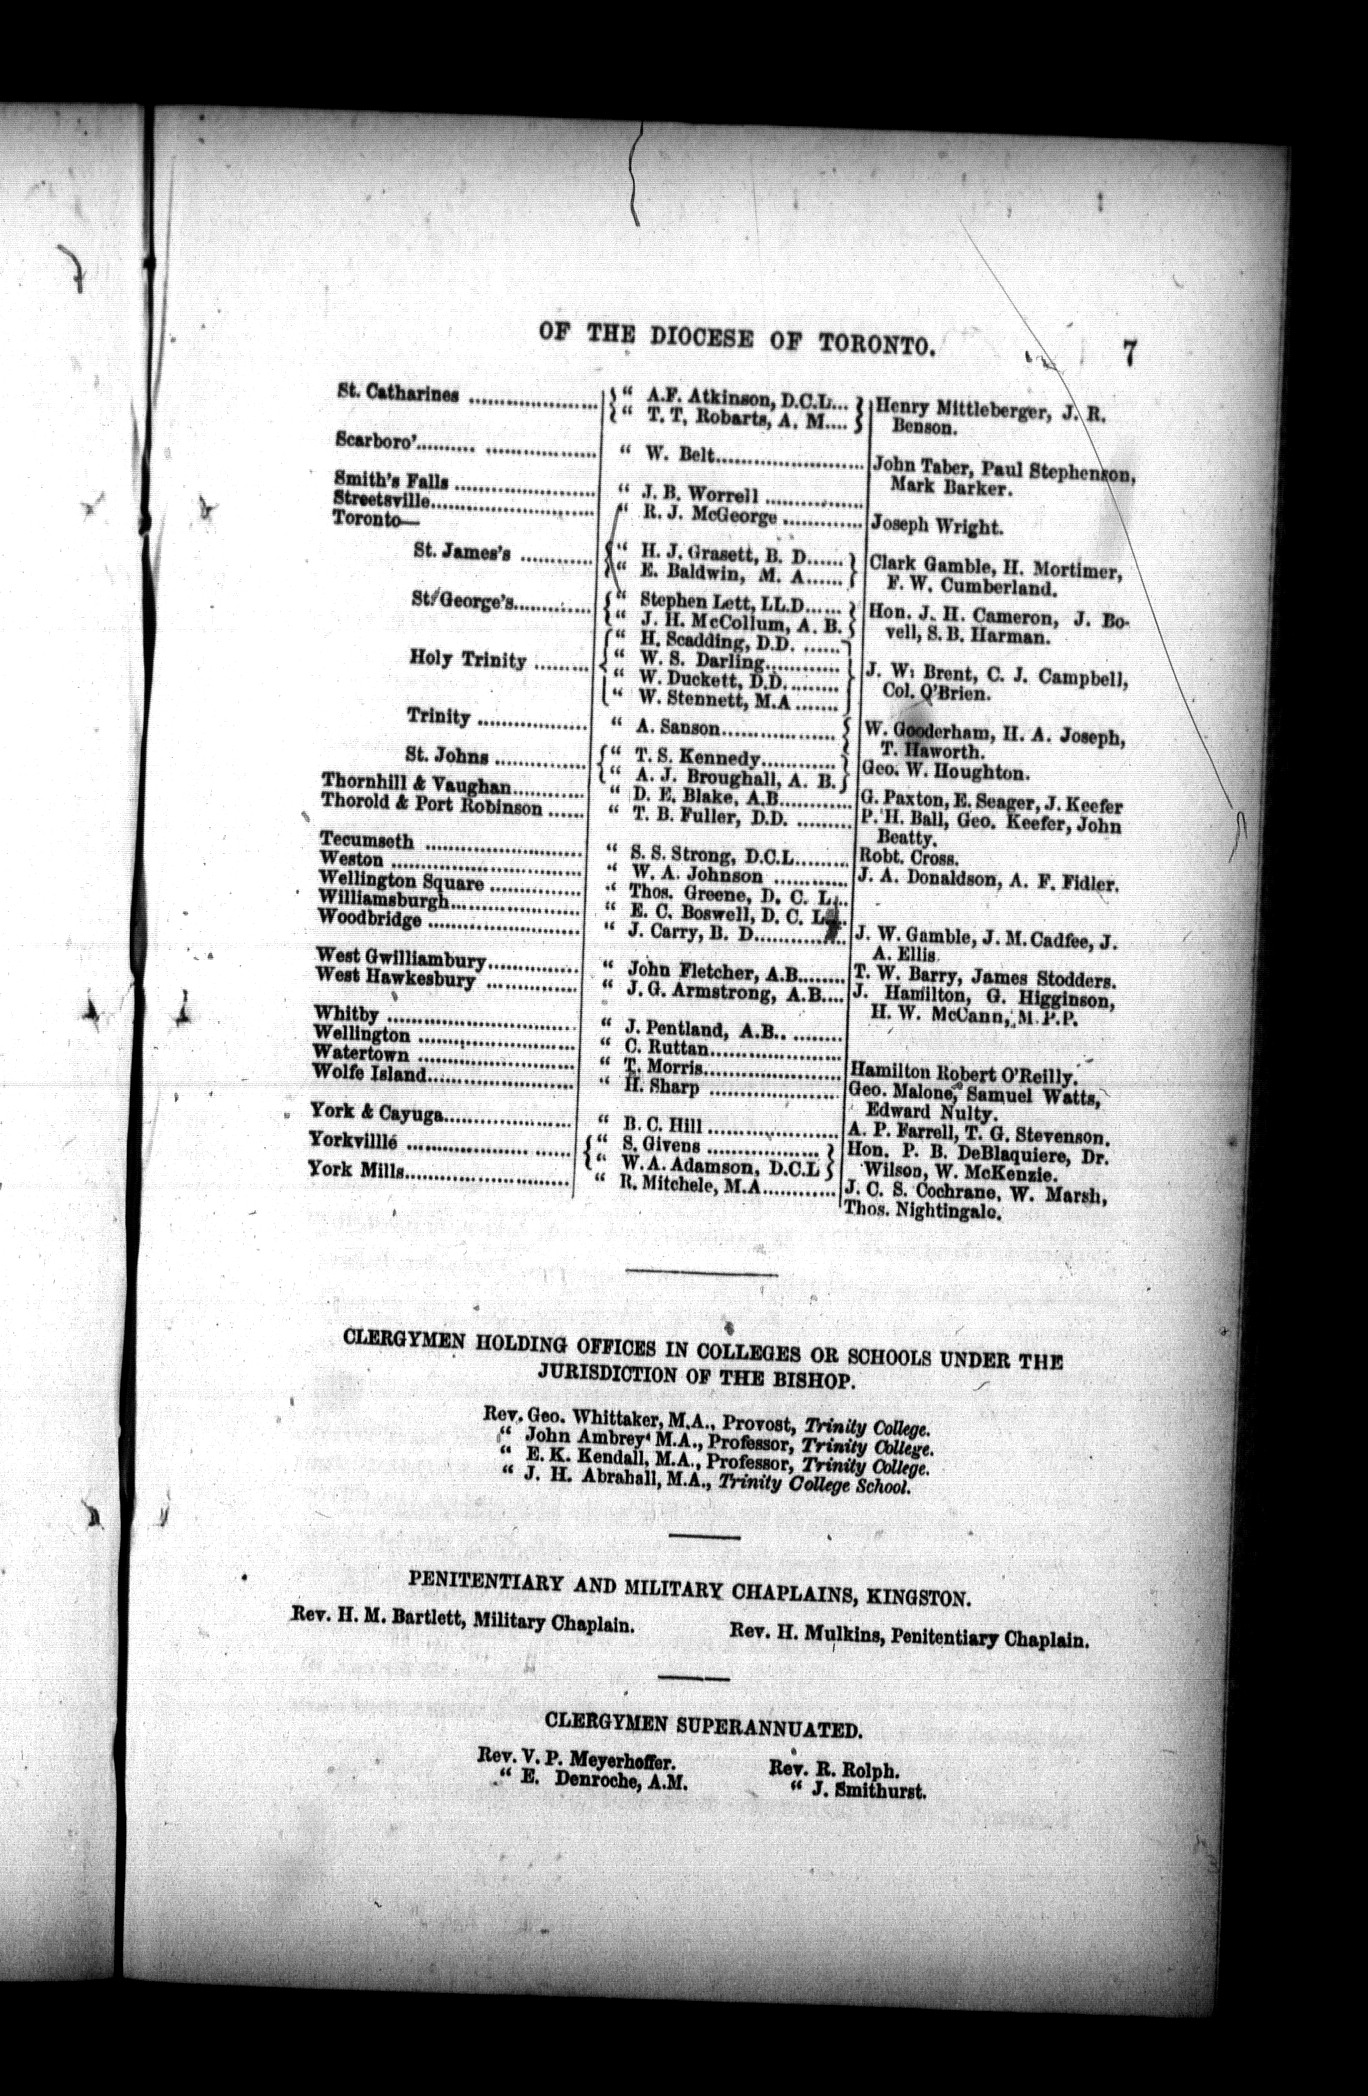 OF THE DIOCESE OF TORONTO. 7
St. Catharines .................... { “ A.F. Atkinson, D.C.L... } Henry Mittleberger, J. R.
{ “ T. T, Robarts, A. M.... } Benson.
Scarboro’.......... ................. “ W. Belt........................ John Taber, Paul Stephenson,
Mark Barker.
Smith’s Falls ...................... “ J. B. Worrell ................
Streetsville.......................... “ R. J. McGeorge ............. Joseph Wright.
Toronto—
St. James’s ........... { “ H. J. Grasett, B. D...... } Clark Gamble, H. Mortimer,
{ “ E. Baldwin, M. A...... } F. W. Cumberland.
St. George’s............ { “ Stephen Lett, LL.D...... } Hon. J. H. Cameron, J. Bo-
{ “ J. H. McCollum, A. B. } vell, S. B. Harman.
Holy Trinity ......... { “ H. Scadding, D.D. ...... }
“ W. S. Darling............ J. W. Brent, C. J. Campbell,
“ W. Duckett, D.D......... Col. O’Brien.
“ W. Stennett, M.A .......
Trinity ................. “ A. Sanson.................. { W. Gooderham, H. A. Joseph,
T. Haworth.
St. Johns .............. { “ T. S. Kennedy............ } Geo. W. Houghton.
{ “ A. J. Broughall, A. B. }
Thornhill & Vaughan........... “ D. E. Blake, A.B........... G. Paxton, E. Seager, J. Keefer
Thorold & Port Robinson ...... “ T. B. Fuller, D.D. ......... P. H. Ball, Geo. Keefer, John
Beatty.
Tecumseth ........................ “ S. S. Strong, D.C.L......... Robt. Cross.
Weston ............................. “ W. A. Johnson ............ J. A. Donaldson, A. F. Fidler.
Wellington Square .............. “ Thos. Greene, D. C. L...
Williamsburgh.................... “ E. C. Boswell, D. C. L...
Woodbridge ....................... “ J. Carry, B. D.............. J. W. Gamble, J. M. Cadfee, J.
A. Ellis.
West Gwilliambury.............. “ John Fletcher, A.B........ T. W. Barry, James Stodders.
West Hawkesbury .............. “ J. G. Armstrong, A.B.... J. Hamilton, G. Higginson,
H. W. McCann, M.P.P.
Whitby ............................. “ J. Pentland, A.B.. ........
Wellington ........................ “ C. Ruttan....................
Watertown ........................ “ T. Morris..................... Hamilton Robert O’Reilly.
Wolfe Island....................... “ H. Sharp .................... Geo. Malone, Samuel Watts,
Edward Nulty.
York & Cayuga.................... “ B. C. Hill .................... A. P. Farrell, T. G. Stevenson.
Yorkvillle .......................... { “ S. Givens ................. } Hon. P. B. DeBlaquiere, Dr.
{ “ W. A. Adamson, D.C.L } Wilson, W. McKenzie.
York Mills.......................... “ R. Mitchele, M.A........... J. C. S. Cochrane, W. Marsh,
Thos. Nightingale.
CLERGYMEN HOLDING OFFICES IN COLLEGES OR SCHOOLS UNDER THE
JURISDICTION OF THE BISHOP.
Rev. Geo. Whittaker, M.A., Provost, Trinity College.
“ John Ambrey‘ M.A., Professor, Trinity College.
“ E. K. Kendall, M.A., Professor, Trinity College.
“ J. H. Abrahall, M.A., Trinity College School.
PENITENTIARY AND MILITARY CHAPLAINS, KINGSTON.
Rev. H. M. Bartlett, Military Chaplain. Rev. H. Mulkins, Penitentiary Chaplain.
CLERGYMEN SUPERANNUATED.
Rev. V. P. Meyerhoffer. Rev. R. Rolph.
“ E. Denroche, A.M. “ J. Smithurst.